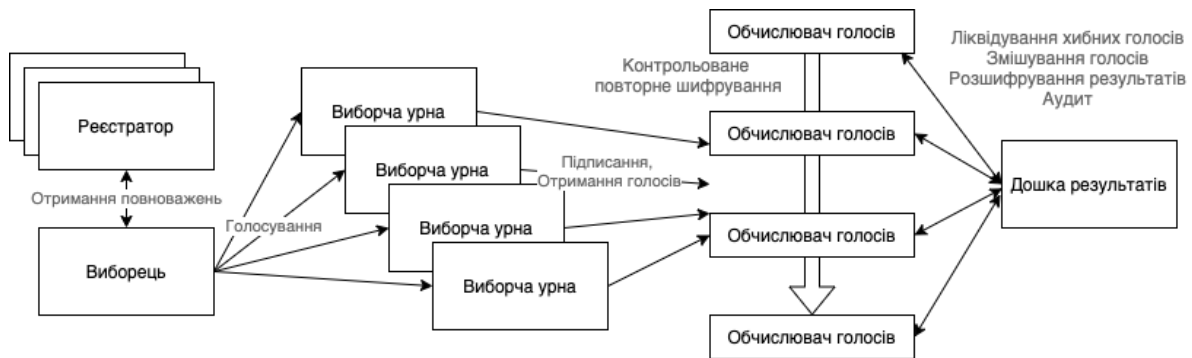 Реєстратор
Отримання повноважень
Виборець
Голосування
Виборча урна
Виборча урна
Виборча урна
Виборча урна
Підписання,
Отримання голосів
Контрольоване
повторне шифрування
Обчислювач голосів
Обчислювач голосів
Обчислювач голосів
Обчислювач голосів
Ліквідування хибних голосів
Змішування голосів
Розшифрування результатів
Аудит
Дошка результатів